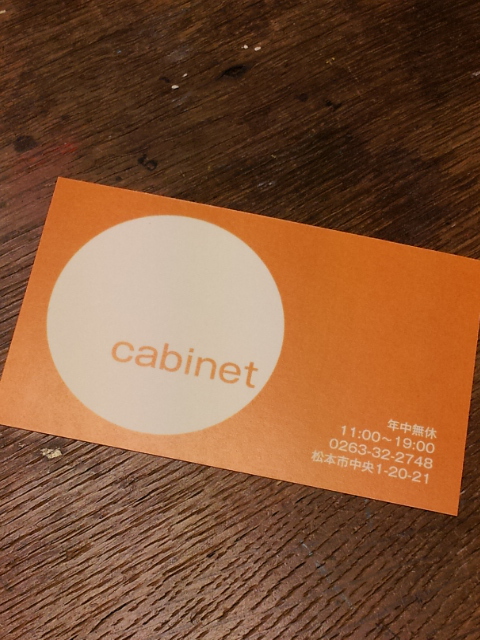 cabinet
年中無休
11:00~19:00
0263-32-2748
松本市中央1-20-21